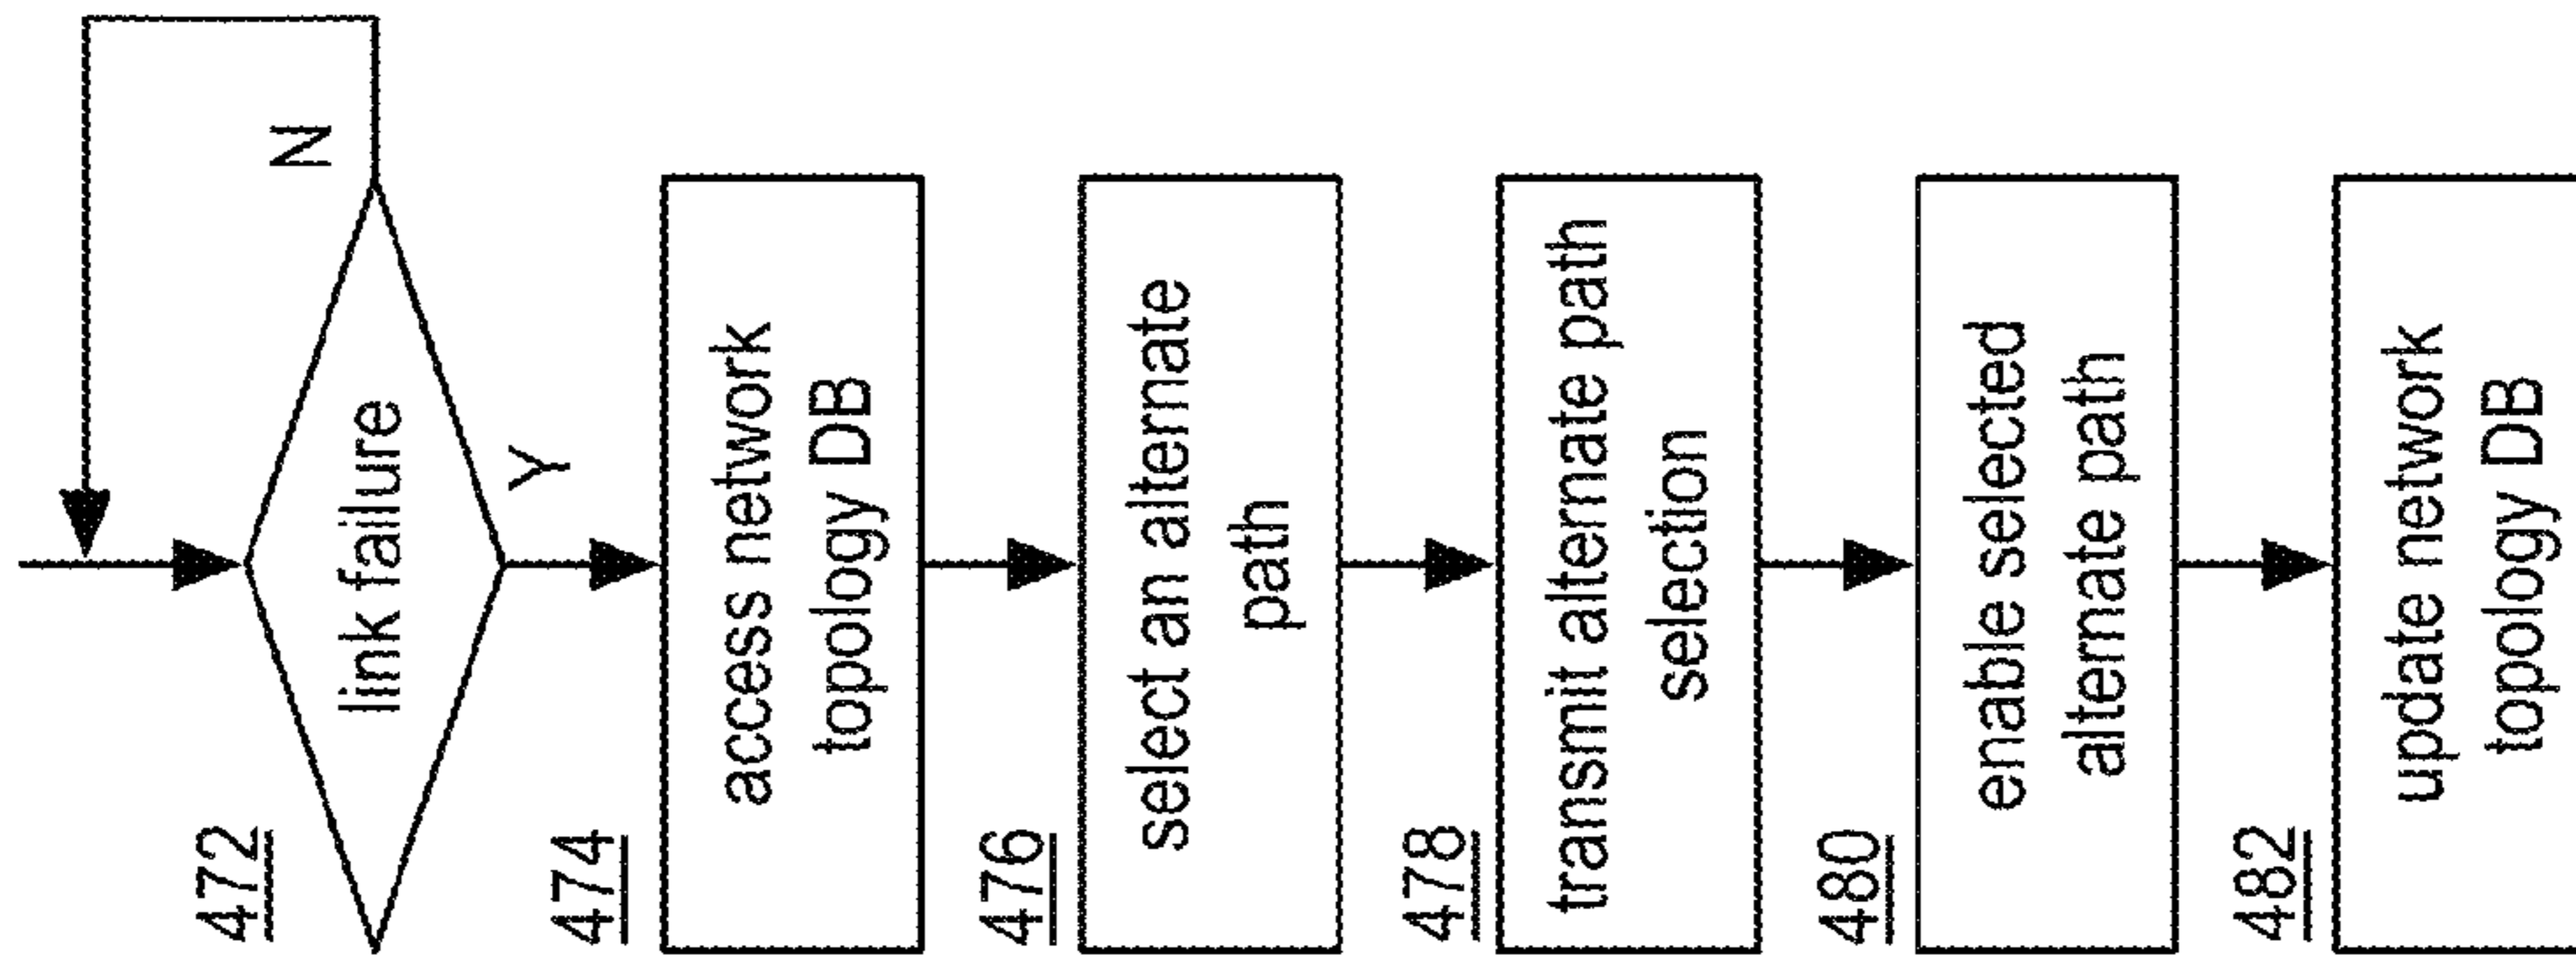 472
link failure
N
Y
474
access network
topology DB
476
select an alternate
path
478
transmit alternate path
selection
480
enable selected
alternate path
482
update network
topology DB